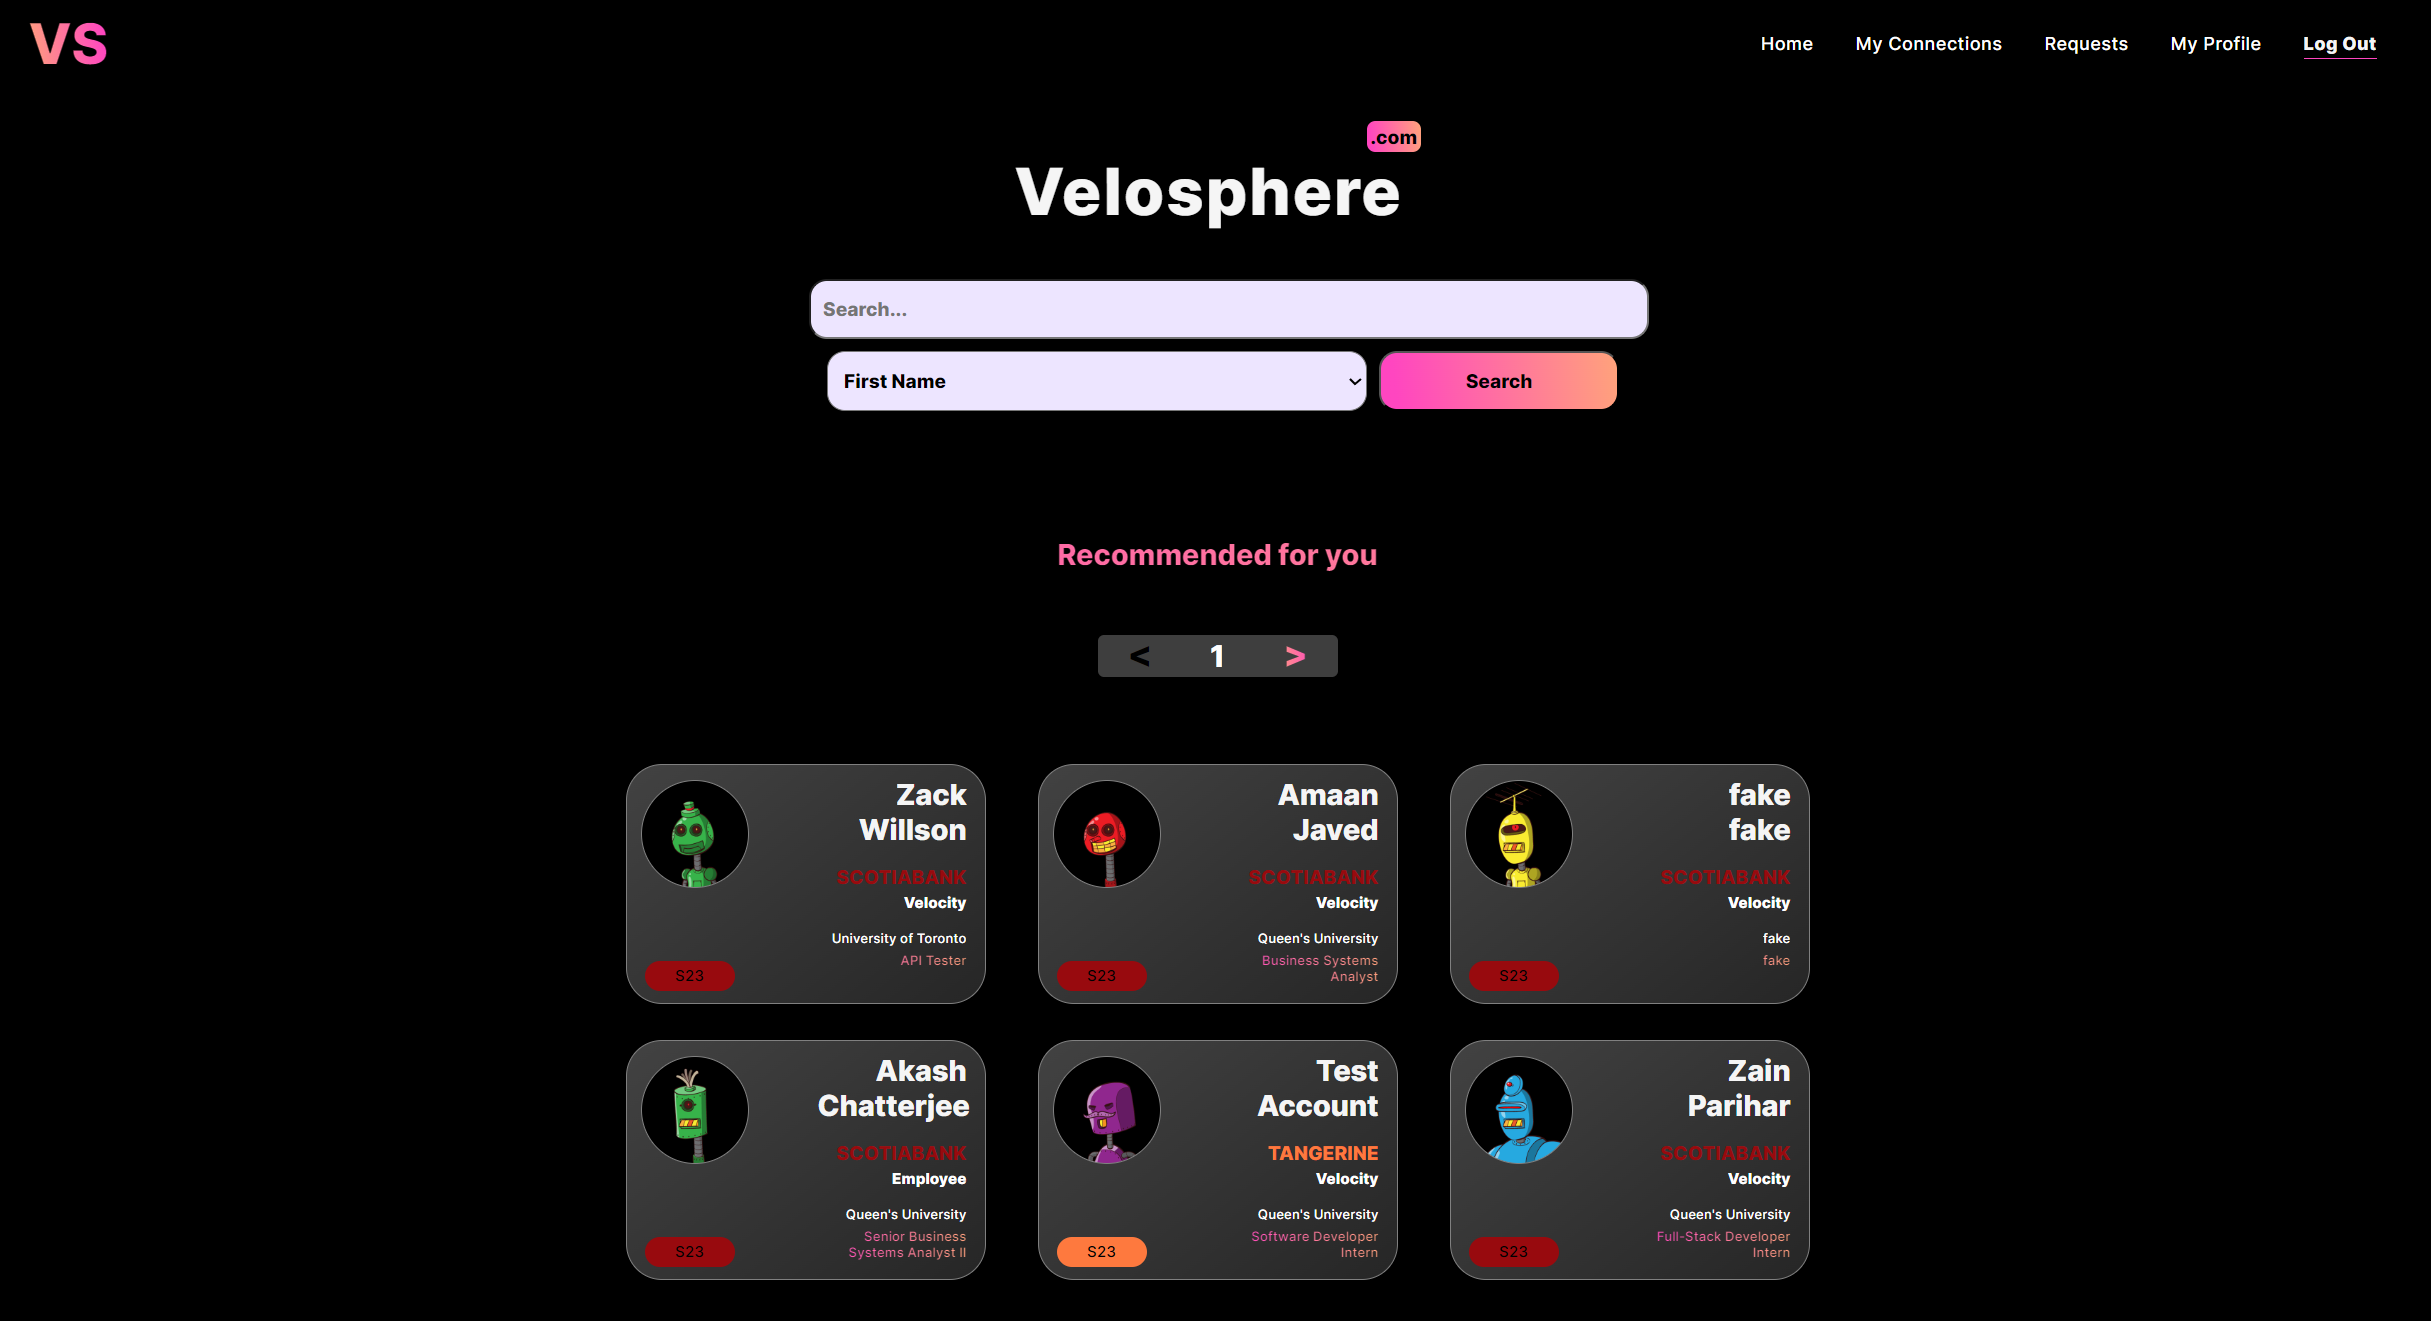 VS
Home My Connections Requests My Profile Log Out
.com
Velosphere
Search...
First Name
Search
Recommended for you
< 1 >
Zack
Willson
SCOTIABANK
Velocity
University of Toronto
API Tester
S23
Amaan
Javed
SCOTIABANK
Velocity
Queen's University
Business Systems
Analyst
S23
fake
fake
SCOTIABANK
Velocity
fake
fake
S23
Akash
Chatterjee
SCOTIABANK
Employee
Queen's University
Senior Business
Systems Analyst II
S23
Test
Account
TANGERINE
Velocity
Queen's University
Software Developer
Intern
S23
Zain
Parihar
SCOTIABANK
Velocity
Queen's University
Full-Stack Developer
Intern
S23